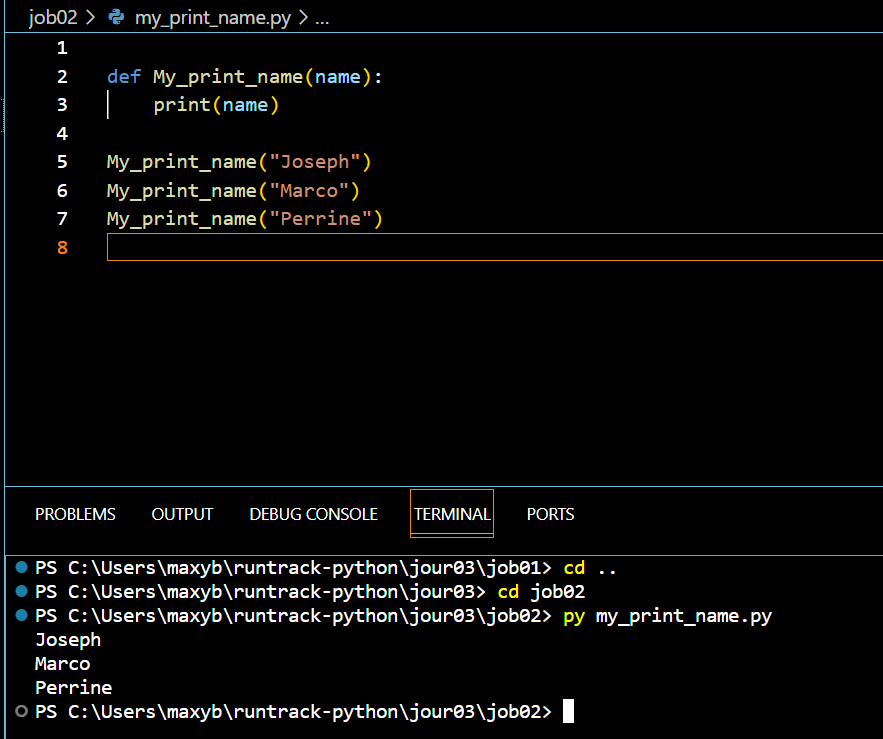 job02 > my_print_name.py > ...
1
2 def My_print_name(name):
3     print(name)
4
5 My_print_name("Joseph")
6 My_print_name("Marco")
7 My_print_name("Perrine")
8
PROBLEMS OUTPUT DEBUG CONSOLE TERMINAL PORTS
PS C:\Users\maxyb\runtrack-python\jour03\job01> cd ..
PS C:\Users\maxyb\runtrack-python\jour03> cd job02
PS C:\Users\maxyb\runtrack-python\jour03\job02> py my_print_name.py
Joseph
Marco
Perrine
PS C:\Users\maxyb\runtrack-python\jour03\job02>